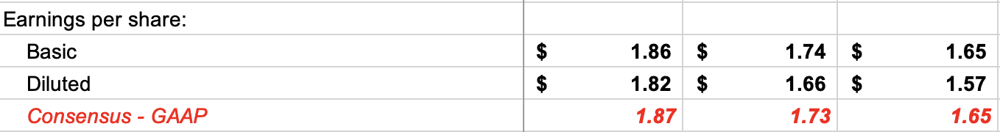 Earnings per share:
Basic $ 1.86 $ 1.74 $ 1.65
Diluted $ 1.82 $ 1.66 $ 1.57
Consensus - GAAP 1.87 1.73 1.65